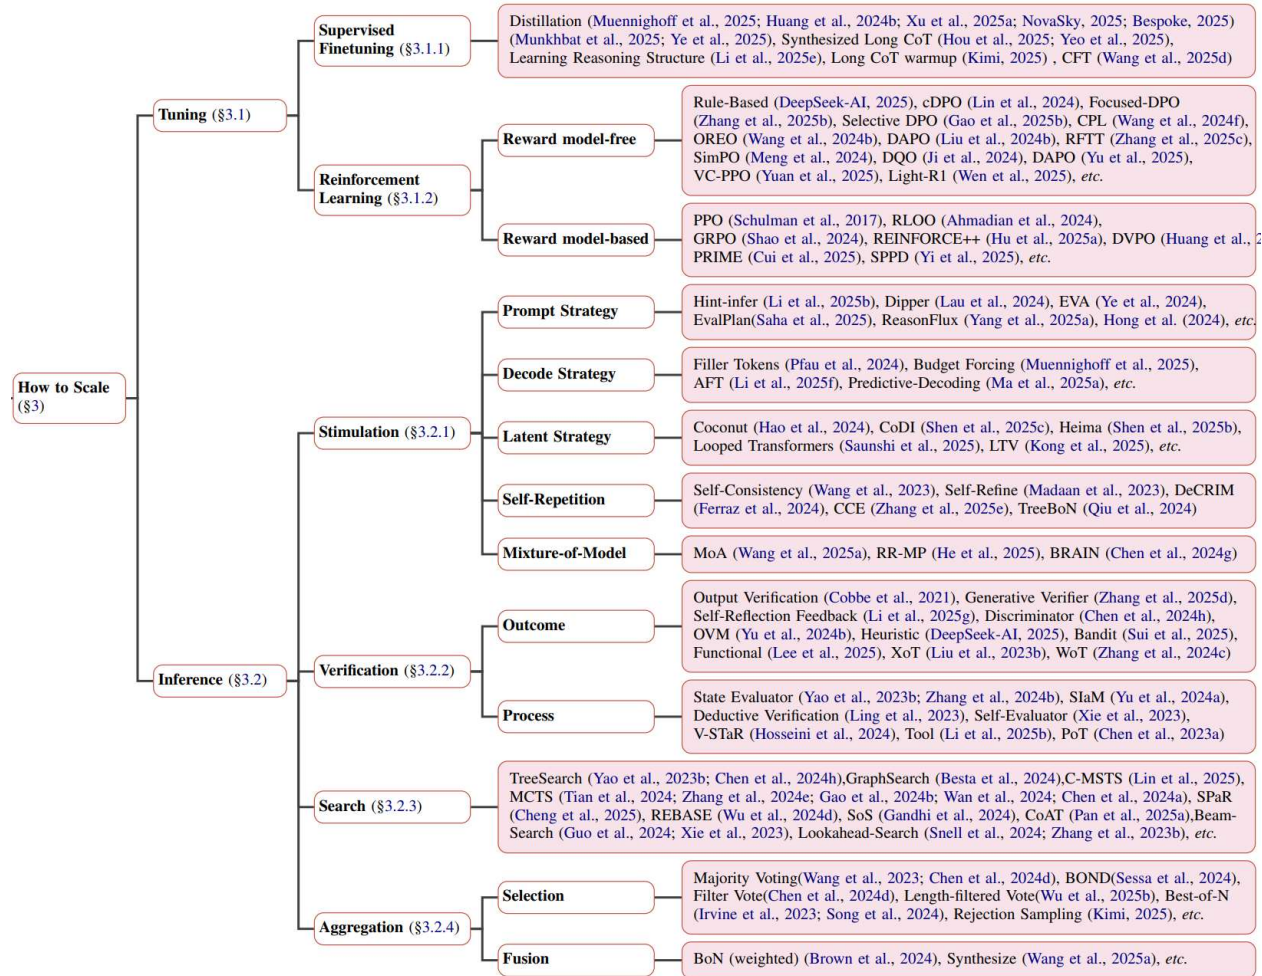 How to Scale
(§3)
Tuning (§3.1)
Supervised
Finetuning (§3.1.1)
Distillation (Muennighoff et al., 2025; Huang et al., 2024b; Xu et al., 2025a; NovaSky, 2025; Bespoke, 2025)
(Munkhbat et al., 2025; Ye et al., 2025), Synthesized Long CoT (Hou et al., 2025; Yeo et al., 2025),
Learning Reasoning Structure (Li et al., 2025e), Long CoT warmup (Kimi, 2025) , CFT (Wang et al., 2025d)
Reinforcement
Learning (§3.1.2)
Reward model-free
Rule-Based (DeepSeek-AI, 2025), cDPO (Lin et al., 2024), Focused-DPO
(Zhang et al., 2025b), Selective DPO (Gao et al., 2025b), CPL (Wang et al., 2024f),
OREO (Wang et al., 2024b), DAPO (Liu et al., 2024b), RFTT (Zhang et al., 2025c),
SimPO (Meng et al., 2024), DQO (Ji et al., 2024), DAPO (Yu et al., 2025),
VC-PPO (Yuan et al., 2025), Light-R1 (Wen et al., 2025), etc.
Reward model-based
PPO (Schulman et al., 2017), RLOO (Ahmadian et al., 2024),
GRPO (Shao et al., 2024), REINFORCE++ (Hu et al., 2025a), DVPO (Huang et al., 2
PRIME (Cui et al., 2025), SPPD (Yi et al., 2025), etc.
Inference (§3.2)
Stimulation (§3.2.1)
Prompt Strategy
Hint-infer (Li et al., 2025b), Dipper (Lau et al., 2024), EVA (Ye et al., 2024),
EvalPlan(Saha et al., 2025), ReasonFlux (Yang et al., 2025a), Hong et al. (2024), etc.
Decode Strategy
Filler Tokens (Pfau et al., 2024), Budget Forcing (Muennighoff et al., 2025),
AFT (Li et al., 2025f), Predictive-Decoding (Ma et al., 2025a), etc.
Latent Strategy
Coconut (Hao et al., 2024), CoDI (Shen et al., 2025c), Heima (Shen et al., 2025b),
Looped Transformers (Saunshi et al., 2025), LTV (Kong et al., 2025), etc.
Self-Repetition
Self-Consistency (Wang et al., 2023), Self-Refine (Madaan et al., 2023), DeCRIM
(Ferraz et al., 2024), CCE (Zhang et al., 2025e), TreeBoN (Qiu et al., 2024)
Mixture-of-Model
MoA (Wang et al., 2025a), RR-MP (He et al., 2025), BRAIN (Chen et al., 2024g)
Verification (§3.2.2)
Outcome
Output Verification (Cobbe et al., 2021), Generative Verifier (Zhang et al., 2025d),
Self-Reflection Feedback (Li et al., 2025g), Discriminator (Chen et al., 2024h),
OVM (Yu et al., 2024b), Heuristic (DeepSeek-AI, 2025), Bandit (Sui et al., 2025),
Functional (Lee et al., 2025), XoT (Liu et al., 2023b), WoT (Zhang et al., 2024c)
Process
State Evaluator (Yao et al., 2023b; Zhang et al., 2024b), SIaM (Yu et al., 2024a),
Deductive Verification (Ling et al., 2023), Self-Evaluator (Xie et al., 2023),
V-STaR (Hosseini et al., 2024), Tool (Li et al., 2025b), PoT (Chen et al., 2023a)
Search (§3.2.3)
TreeSearch (Yao et al., 2023b; Chen et al., 2024h),GraphSearch (Besta et al., 2024),C-MSTS (Lin et al., 2025),
MCTS (Tian et al., 2024; Zhang et al., 2024e; Gao et al., 2024b; Wan et al., 2024; Chen et al., 2024a), SPaR
(Cheng et al., 2025), REBASE (Wu et al., 2024d), SoS (Gandhi et al., 2024), CoAT (Pan et al., 2025a),Beam-
Search (Guo et al., 2024; Xie et al., 2023), Lookahead-Search (Snell et al., 2024; Zhang et al., 2023b), etc.
Aggregation (§3.2.4)
Selection
Majority Voting(Wang et al., 2023; Chen et al., 2024d), BOND(Sessa et al., 2024),
Filter Vote(Chen et al., 2024d), Length-filtered Vote(Wu et al., 2025b), Best-of-N
(Irvine et al., 2023; Song et al., 2024), Rejection Sampling (Kimi, 2025), etc.
Fusion
BoN (weighted) (Brown et al., 2024), Synthesize (Wang et al., 2025a), etc.